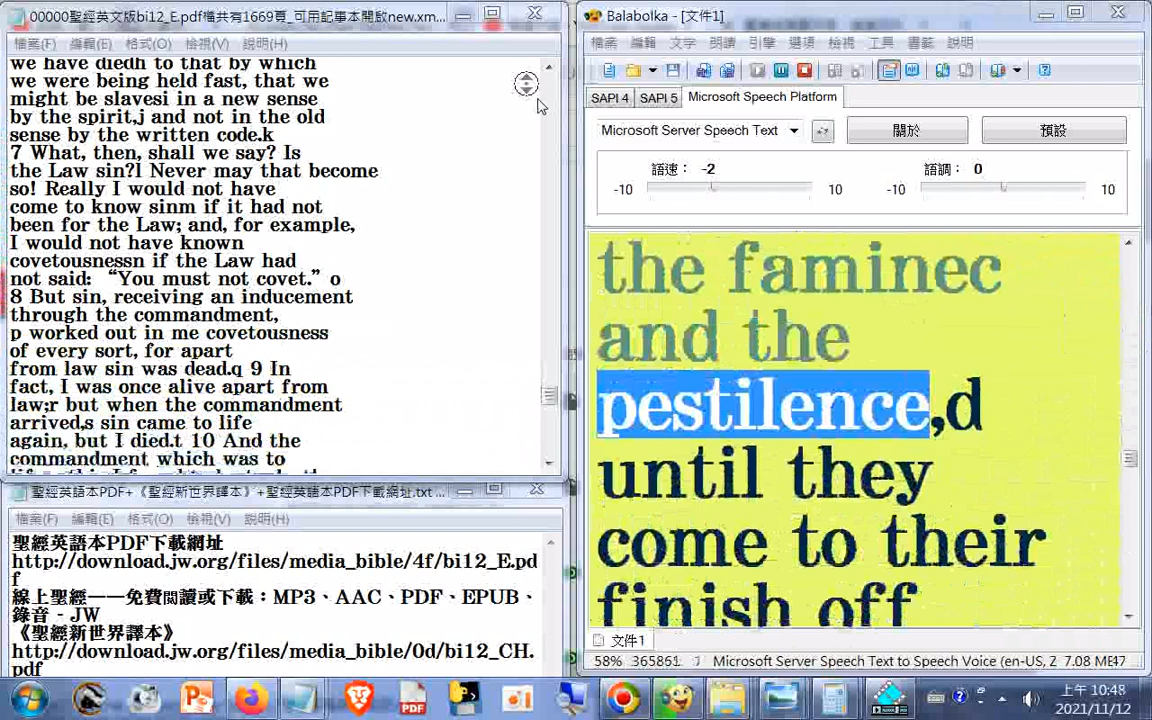 00000聖經英文版bi12_E.pdf檔共有1669頁_可用記事本開啟new.xm...
檔案(F) 編輯(E) 格式(O) 檢視(V) 說明(H)
we have diedh to that by which
we were being held fast, that we
might be slavesi in a new sense
by the spirit,j and not in the old
sense by the written code.k
7 What, then, shall we say? Is
the Law sin?l Never may that become
so! Really I would not have
come to know sinm if it had not
been for the Law; and, for example,
I would not have known
covetousnessn if the Law had
not said: “You must not covet.” o
8 But sin, receiving an inducement
through the commandment,
p worked out in me covetousness
of every sort, for apart
from law sin was dead.q 9 In
fact, I was once alive apart from
law;r but when the commandment
arrived,s sin came to life
again, but I died.t 10 And the
commandment which was to
聖經英語本PDF+《聖經新世界譯本》+聖經英語本PDF下載網址.txt ...
檔案(F) 編輯(E) 格式(O) 檢視(V) 說明(H)
聖經英語本PDF下載網址
http://download.jw.org/files/media_bible/4f/bi12_E.pd
f
線上聖經——免費閱讀或下載：MP3、AAC、PDF、EPUB、
錄音 - JW
《聖經新世界譯本》
http://download.jw.org/files/media_bible/0d/bi12_CH.
pdf
Balabolka - [文件1]
檔案 編輯 文字 朗讀 引擎 選項 檢視 工具 書籤 說明
SAPI 4 SAPI 5 Microsoft Speech Platform
Microsoft Server Speech Text 關於 預設
語速： -2 語調： 0
-10 10 -10 10
the faminec
and the
pestilence,d
until they
come to their
finish off
文件1
58% 365861 Microsoft Server Speech Text to Speech Voice (en-US, Z 7.08 ME47
上午 10:48
2021/11/12